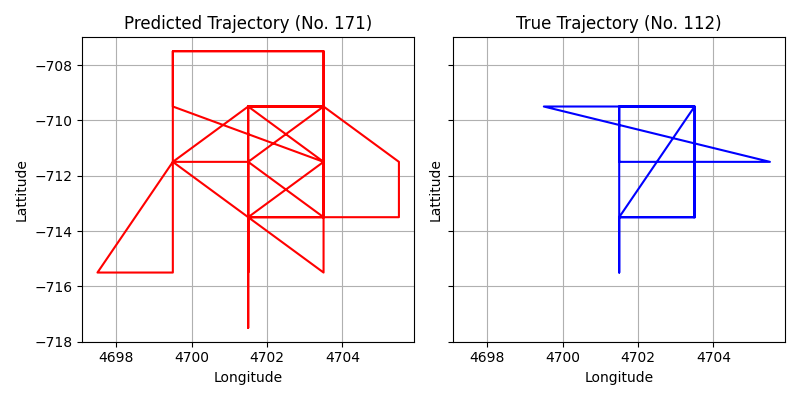 Predicted Trajectory (No. 171)
True Trajectory (No. 112)
Lattitude
−708
−710
−712
−714
−716
−718
4698
4700
4702
4704
Longitude
Lattitude
4698
4700
4702
4704
Longitude